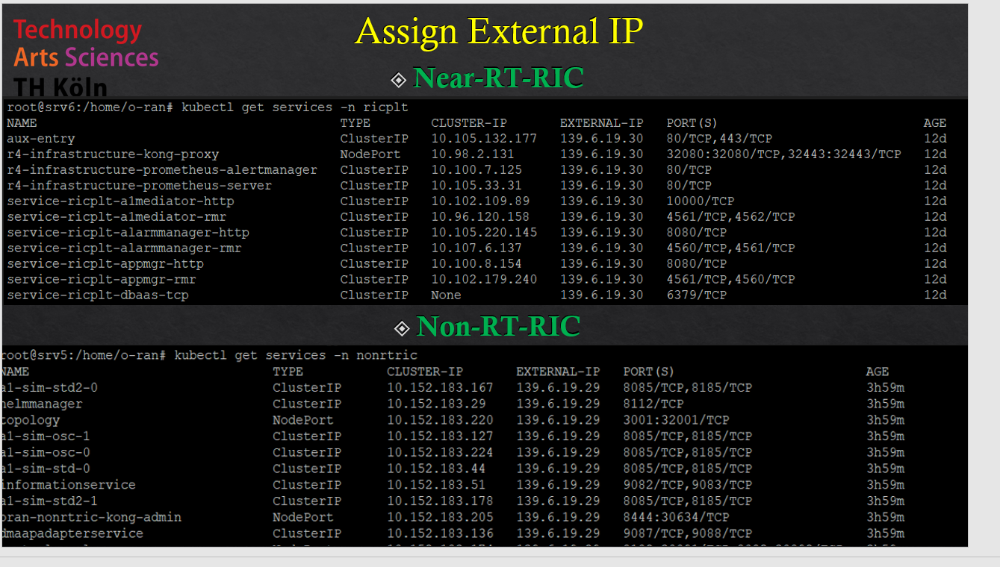 Technology
Arts Sciences
TH Köln
Assign External IP
Near-RT-RIC
root@srv6:/home/o-ran# kubectl get services -n ricplt
NAME TYPE CLUSTER-IP EXTERNAL-IP PORT(S) AGE
aux-entry ClusterIP 10.105.132.177 139.6.19.30 80/TCP,443/TCP 12d
r4-infrastructure-kong-proxy NodePort 10.98.2.131 139.6.19.30 32080:32080/TCP,32443:32443/TCP 12d
r4-infrastructure-prometheus-alertmanager ClusterIP 10.100.7.125 139.6.19.30 80/TCP 12d
r4-infrastructure-prometheus-server ClusterIP 10.105.33.31 139.6.19.30 80/TCP 12d
service-ricplt-a1mediator-http ClusterIP 10.102.109.89 139.6.19.30 10000/TCP 12d
service-ricplt-a1mediator-rmr ClusterIP 10.96.120.158 139.6.19.30 4561/TCP,4562/TCP 12d
service-ricplt-alarmmanager-http ClusterIP 10.105.220.145 139.6.19.30 8080/TCP 12d
service-ricplt-alarmmanager-rmr ClusterIP 10.107.6.137 139.6.19.30 4560/TCP,4561/TCP 12d
service-ricplt-appmgr-http ClusterIP 10.100.8.154 139.6.19.30 8080/TCP 12d
service-ricplt-appmgr-rmr ClusterIP 10.102.179.240 139.6.19.30 4561/TCP,4560/TCP 12d
service-ricplt-dbaas-tcp ClusterIP None 139.6.19.30 6379/TCP 12d
Non-RT-RIC
root@srv5:/home/o-ran# kubectl get services -n nonrtric
NAME TYPE CLUSTER-IP EXTERNAL-IP PORT(S) AGE
a1-sim-std2-0 ClusterIP 10.152.183.167 139.6.19.29 8085/TCP,8185/TCP 3h59m
helmmanager ClusterIP 10.152.183.29 139.6.19.29 8112/TCP 3h59m
topology NodePort 10.152.183.220 139.6.19.29 3001:32001/TCP 3h59m
a1-sim-osc-1 ClusterIP 10.152.183.127 139.6.19.29 8085/TCP,8185/TCP 3h59m
a1-sim-osc-0 ClusterIP 10.152.183.224 139.6.19.29 8085/TCP,8185/TCP 3h59m
a1-sim-std-0 ClusterIP 10.152.183.44 139.6.19.29 8085/TCP,8185/TCP 3h59m
informationservice ClusterIP 10.152.183.51 139.6.19.29 9082/TCP,9083/TCP 3h59m
a1-sim-std2-1 ClusterIP 10.152.183.178 139.6.19.29 8085/TCP,8185/TCP 3h59m
oran-nonrtric-kong-admin NodePort 10.152.183.205 139.6.19.29 8444:30634/TCP 3h59m
dmaapadapterservice ClusterIP 10.152.183.136 139.6.19.29 9087/TCP,9088/TCP 3h59m